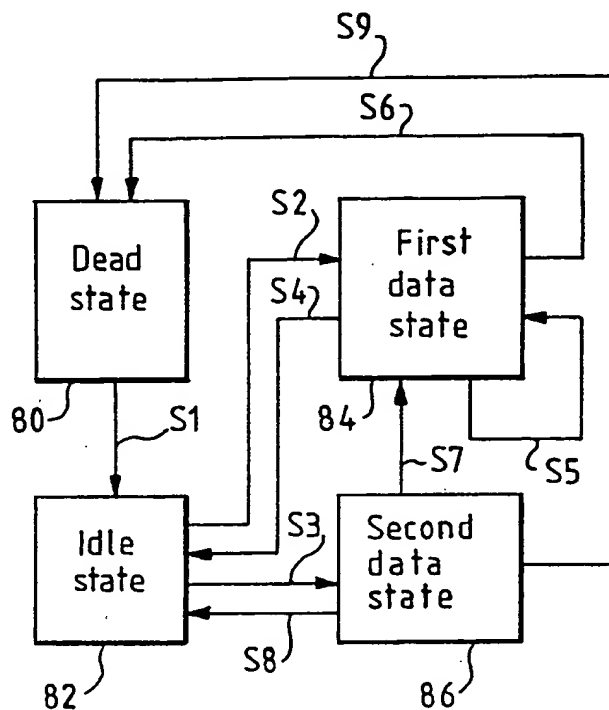 S9
S6
S2
Dead
state
First
data
state
S4
80
S1
84
S7
S5
Idle
state
S3
Second
data
state
S8
82
86